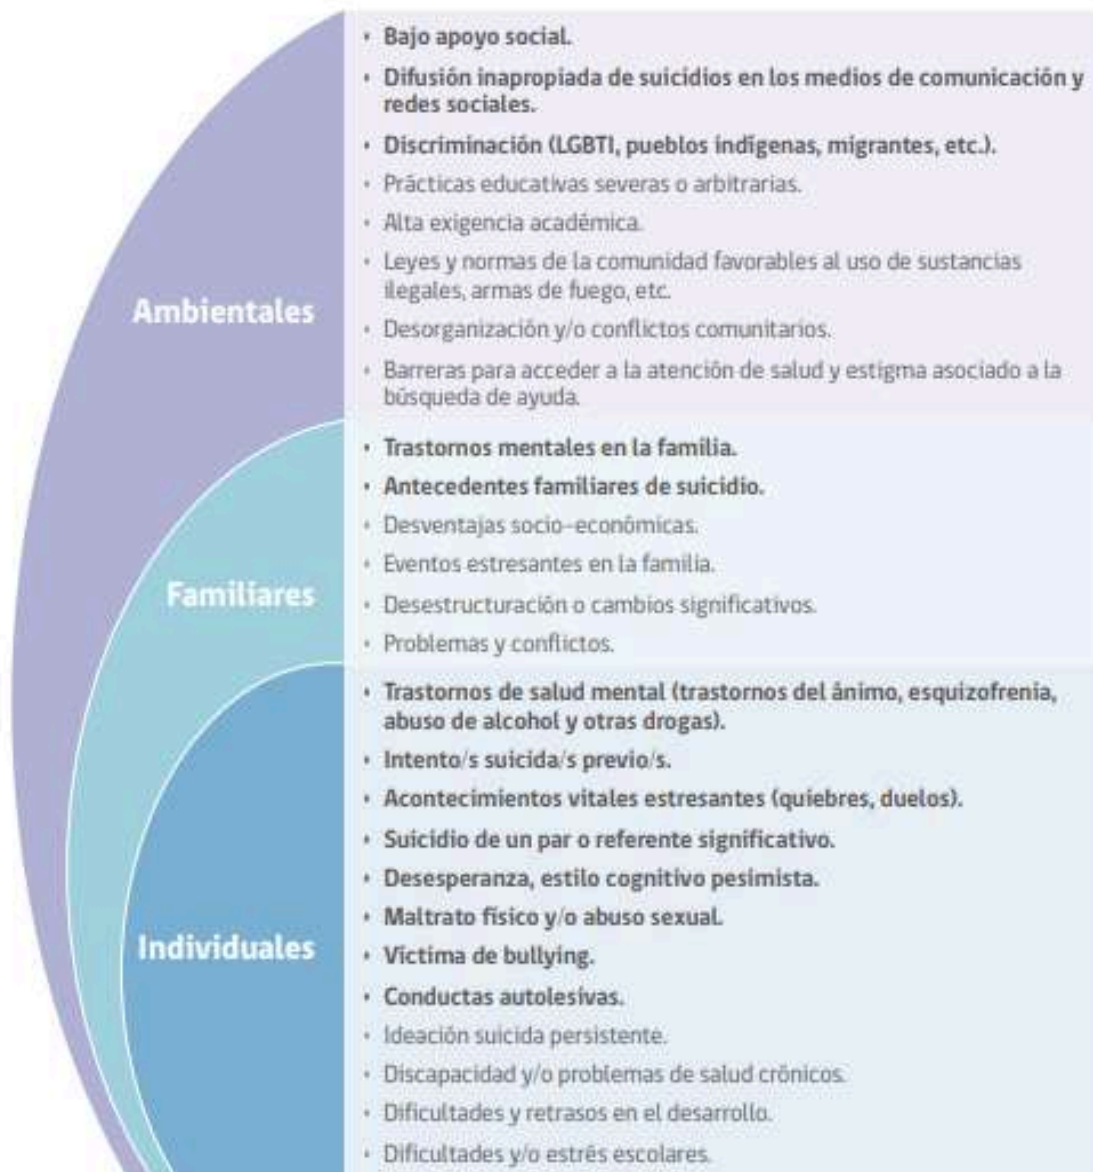 • Bajo apoyo social.
• Difusión inapropiada de suicidios en los medios de comunicación y
redes sociales.
• Discriminación (LGBTI, pueblos indígenas, migrantes, etc.).
• Prácticas educativas severas o arbitrarias.
• Alta exigencia académica.
• Leyes y normas de la comunidad favorables al uso de sustancias
ilegales, armas de fuego, etc.
Ambientales
• Desorganización y/o conflictos comunitarios.
• Barreras para acceder a la atención de salud y estigma asociado a la
búsqueda de ayuda.
• Trastornos mentales en la familia.
• Antecedentes familiares de suicidio.
• Desventajas socio-económicas.
• Eventos estresantes en la familia.
Familiares
• Desestructuración o cambios significativos.
• Problemas y conflictos.
• Trastornos de salud mental (trastornos del ánimo, esquizofrenia,
abuso de alcohol y otras drogas).
• Intento/s suicida/s previo/s.
• Acontecimientos vitales estresantes (quiebres, duelos).
• Suicidio de un par o referente significativo.
• Desesperanza, estilo cognitivo pesimista.
• Maltrato físico y/o abuso sexual.
Individuales
• Víctima de bullying.
• Conductas autolesivas.
• Ideación suicida persistente.
• Discapacidad y/o problemas de salud crónicos.
• Dificultades y retrasos en el desarrollo.
• Dificultades y/o estrés escolares.